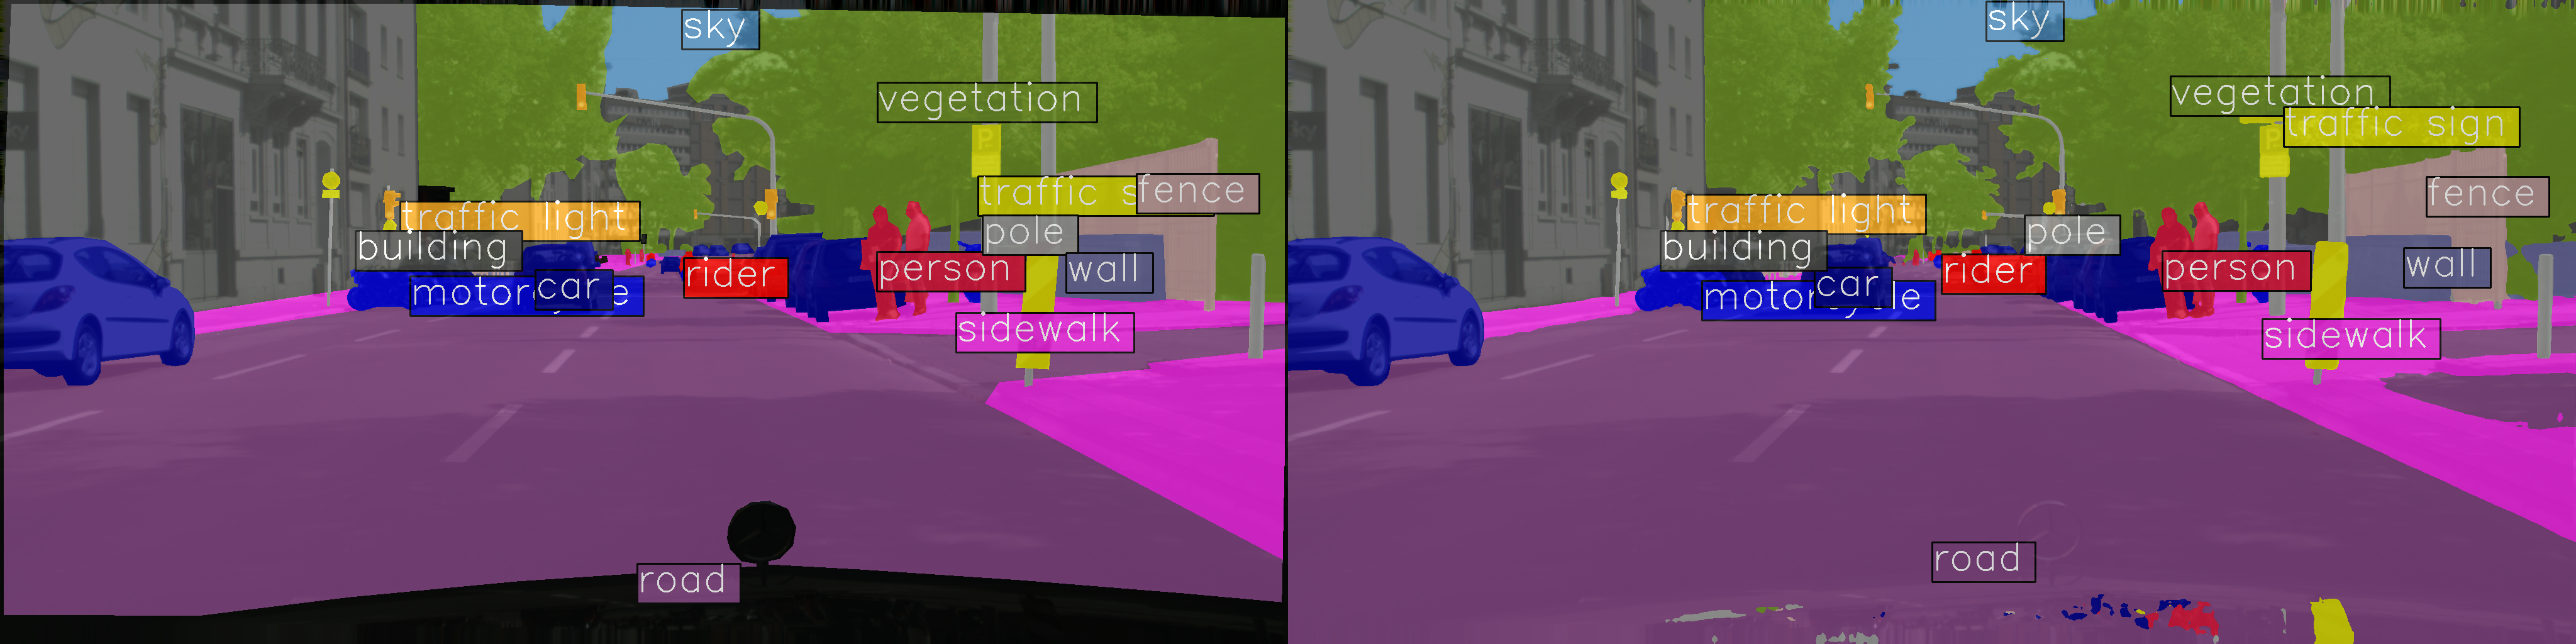 sky
vegetation
P
traffic s
fence
traffic light
pole
building
person
wall
rider
car
motor e
sidewalk
road
sky
vegetation
traffic sign
P
fence
traffic light
pole
building
person
wall
rider
car
motorcycle
sidewalk
road